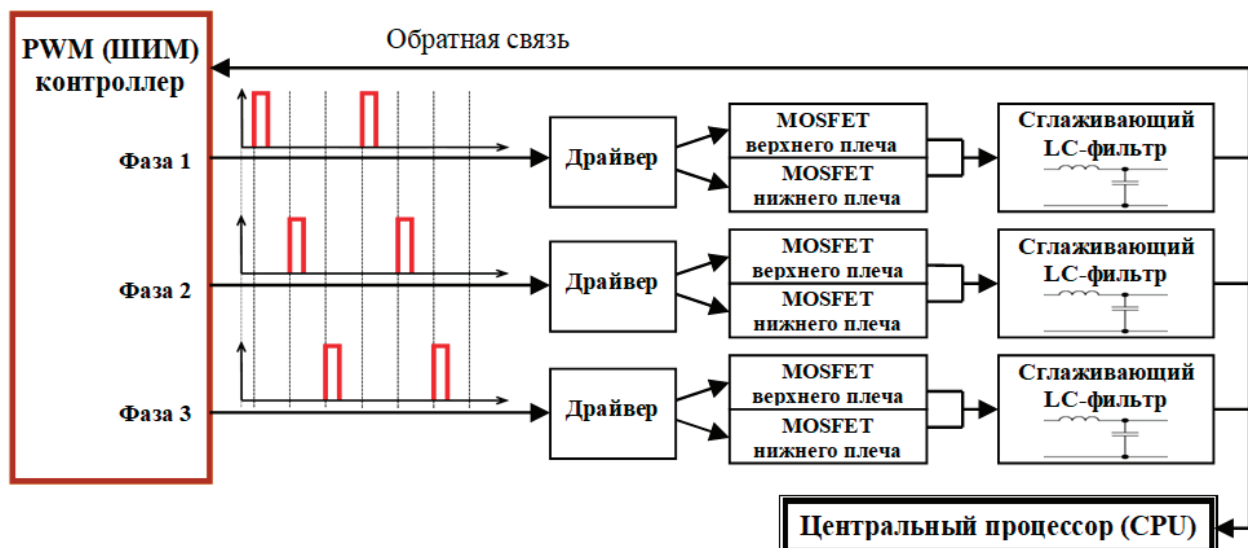 Обратная связь
PWM (ШИМ)
контроллер
Фаза 1
Драйвер
MOSFET
верхнего плеча
MOSFET
нижнего плеча
Сглаживающий
LC-фильтр
Фаза 2
Драйвер
MOSFET
верхнего плеча
MOSFET
нижнего плеча
Сглаживающий
LC-фильтр
Фаза 3
Драйвер
MOSFET
верхнего плеча
MOSFET
нижнего плеча
Сглаживающий
LC-фильтр
Центральный процессор (CPU)